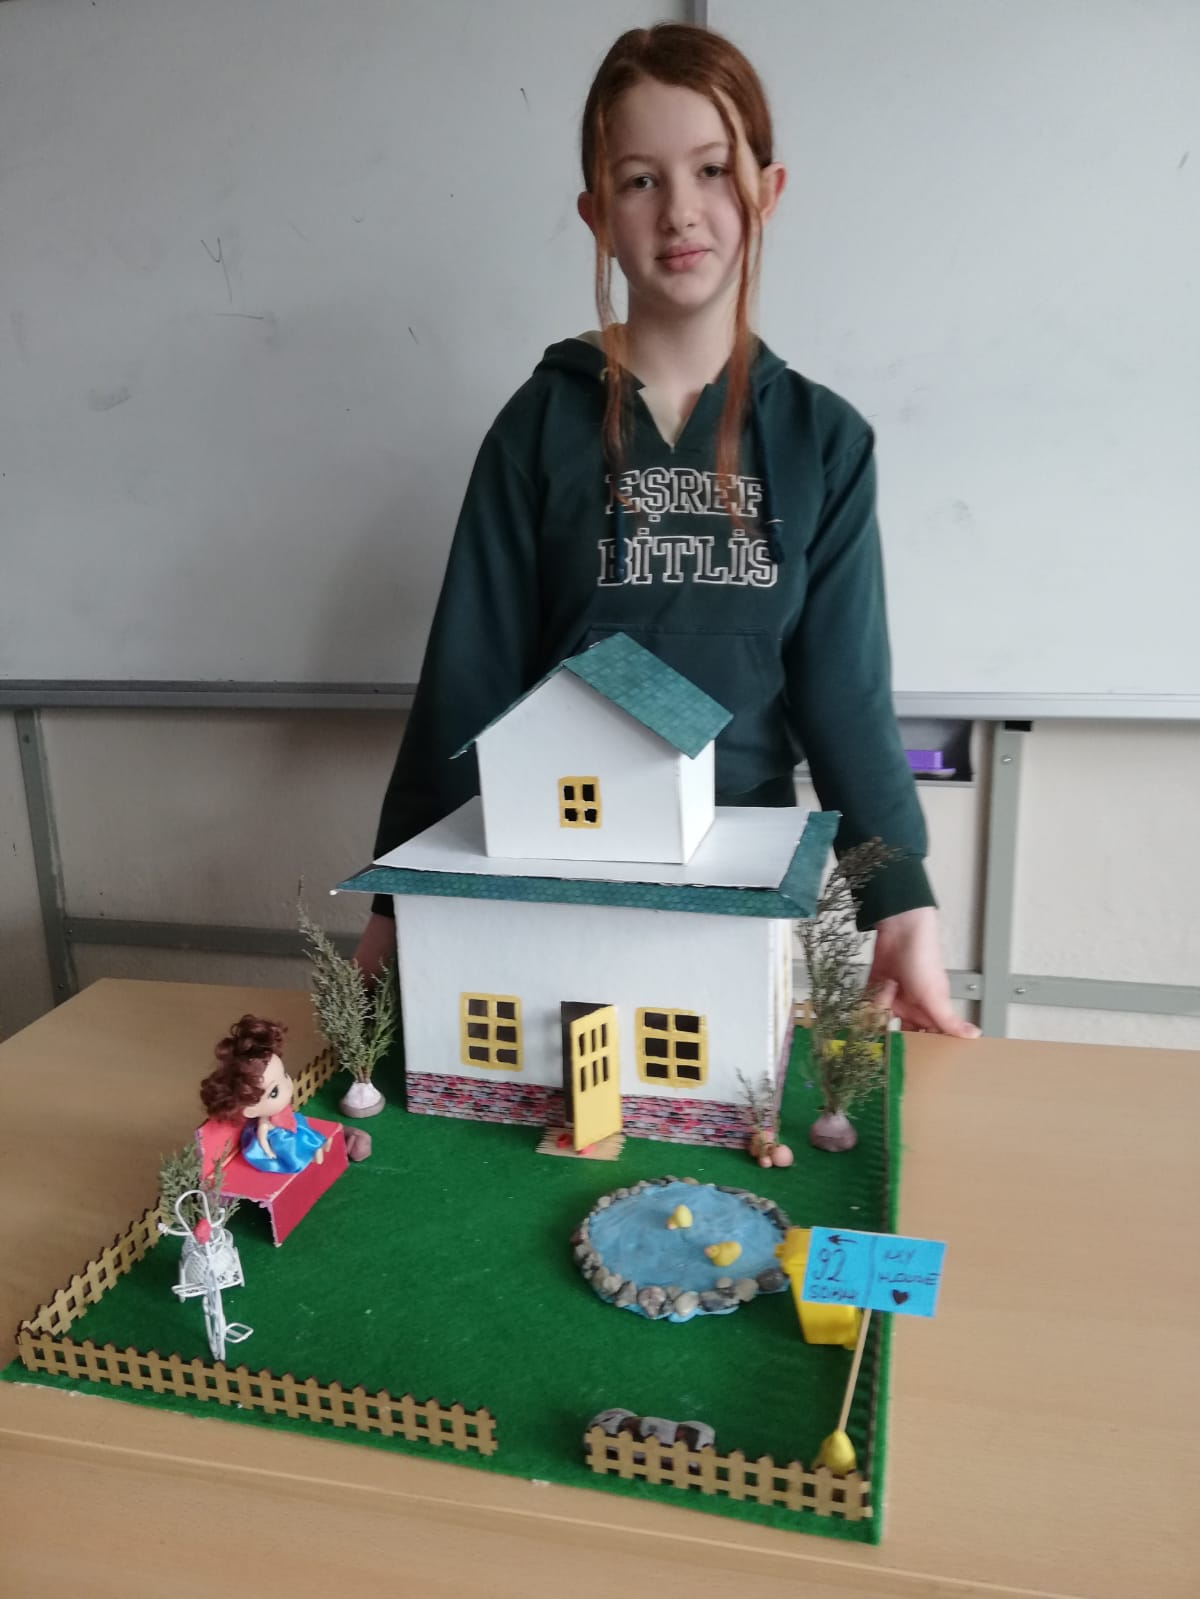 EŞREF
BİTLİS
←
92
MY
HOUSE
♥